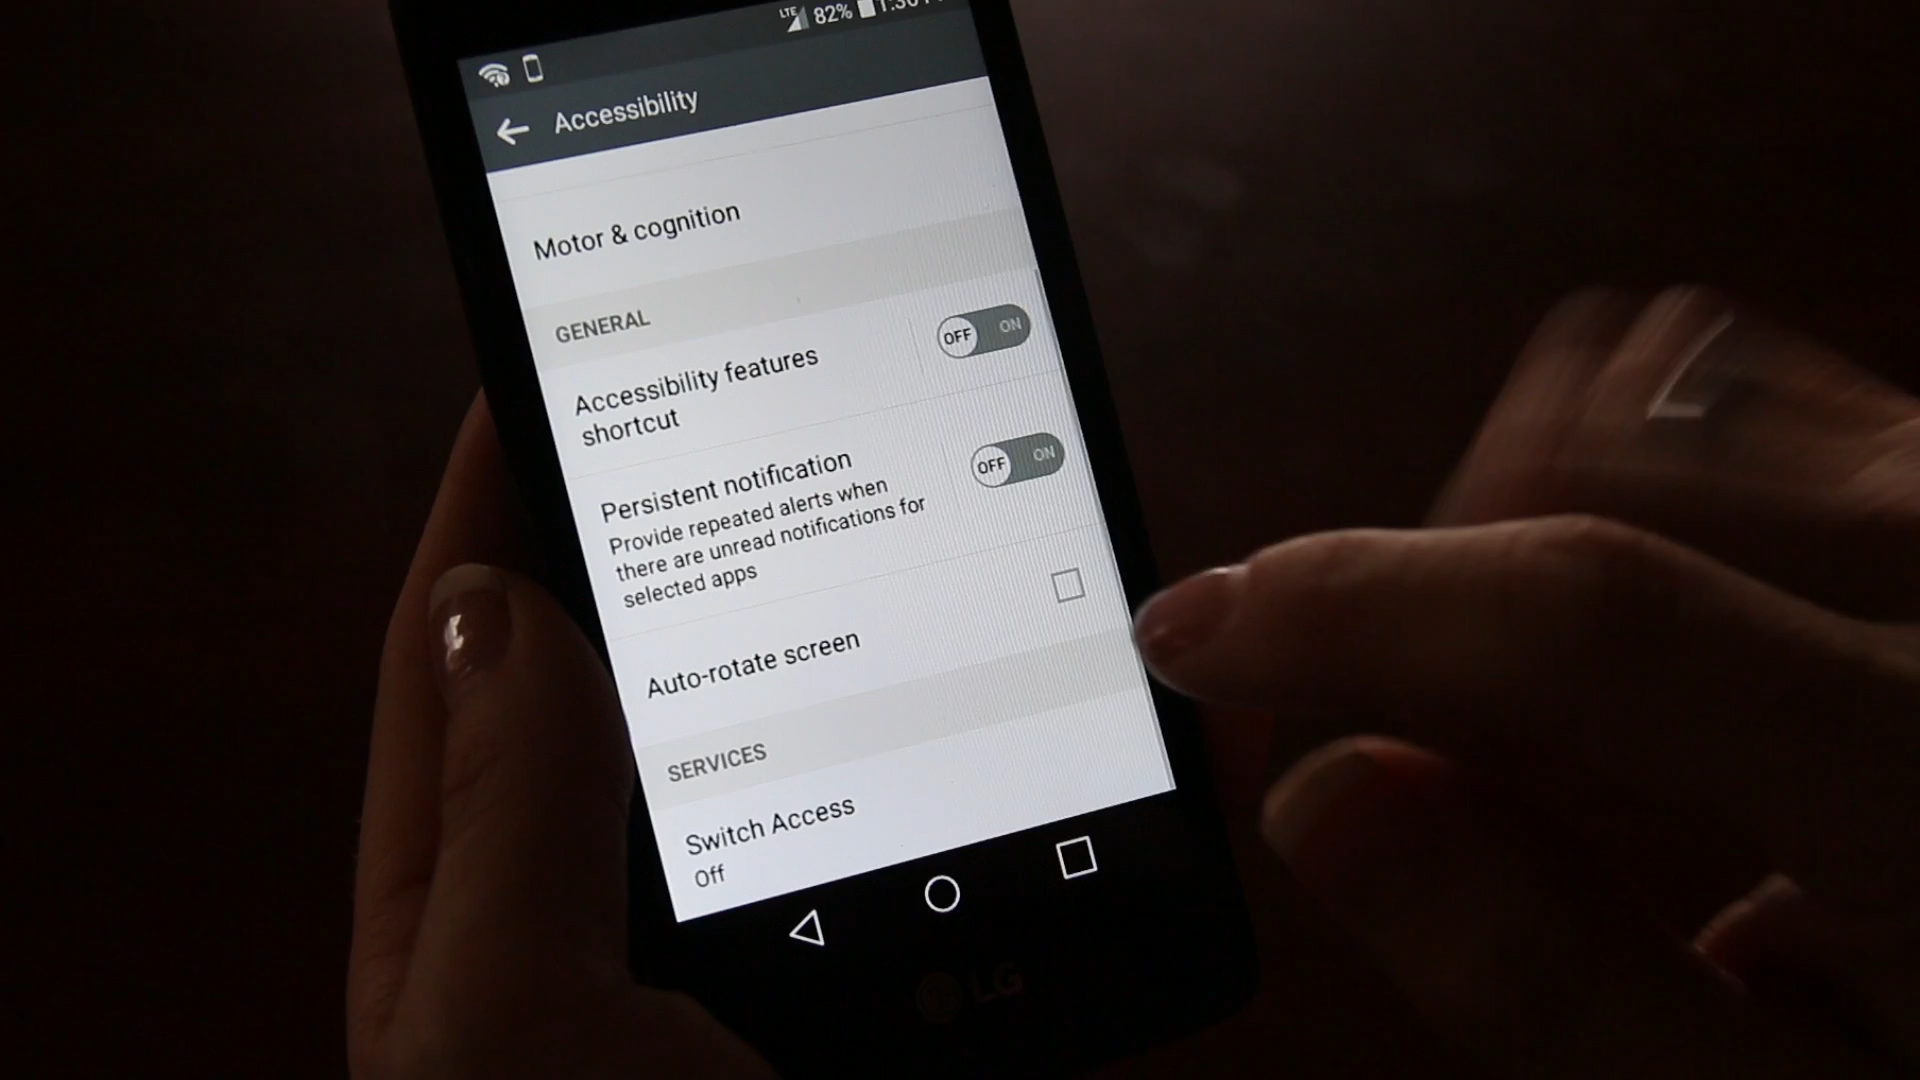 LTE 82%
Accessibility
Motor & cognition
GENERAL
Accessibility features
shortcut
OFF ON
Persistent notification
Provide repeated alerts when
there are unread notifications for
selected apps
OFF ON
Auto-rotate screen
SERVICES
Switch Access
Off
LG